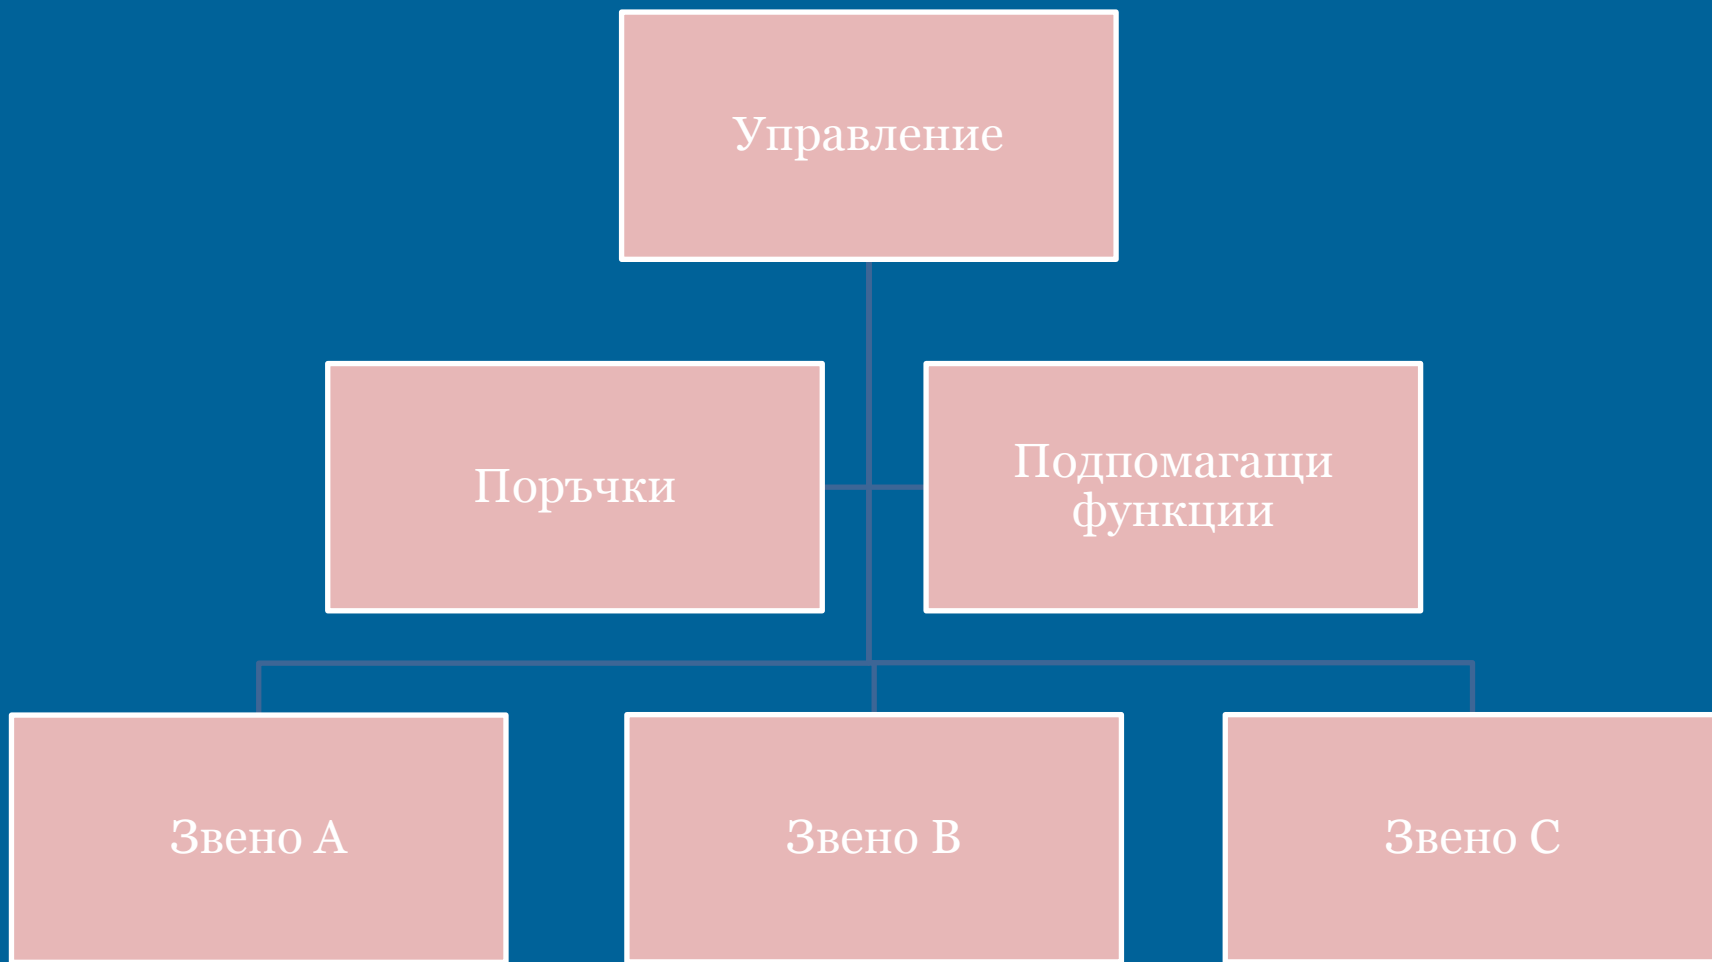 Управление
Поръчки
Подпомагащи
функции
Звено A
Звено B
Звено C